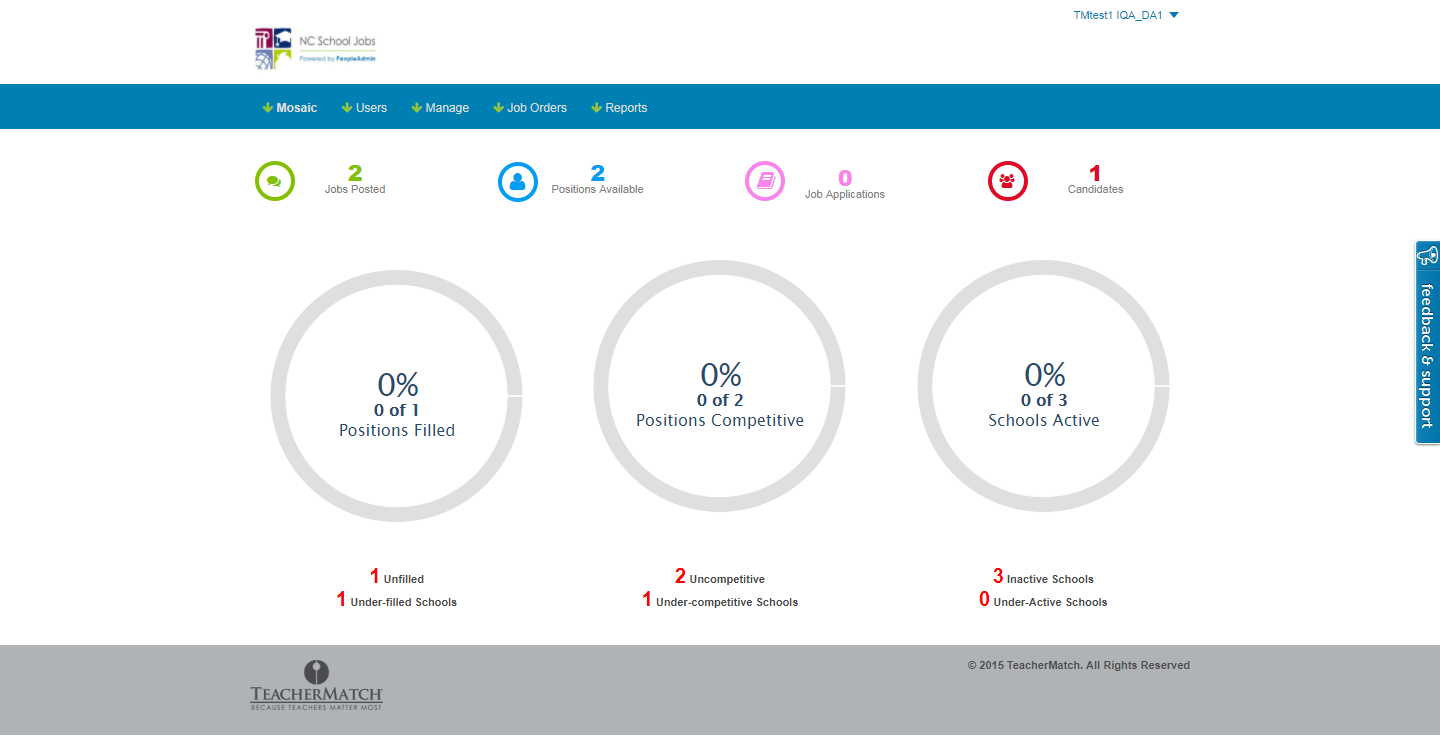 TMtest1 IQA_DA1
NC School Jobs
Powered by PeopleAdmin
Mosaic Users Manage Job Orders Reports
2
Jobs Posted
2
Positions Available
0
Job Applications
1
Candidates
0%
0 of 1
Positions Filled
0%
0 of 2
Positions Competitive
0%
0 of 3
Schools Active
feedback & support
1 Unfilled
1 Under-filled Schools
2 Uncompetitive
1 Under-competitive Schools
3 Inactive Schools
0 Under-Active Schools
TEACHERMATCH
BECAUSE TEACHERS MATTER MOST
© 2015 TeacherMatch. All Rights Reserved